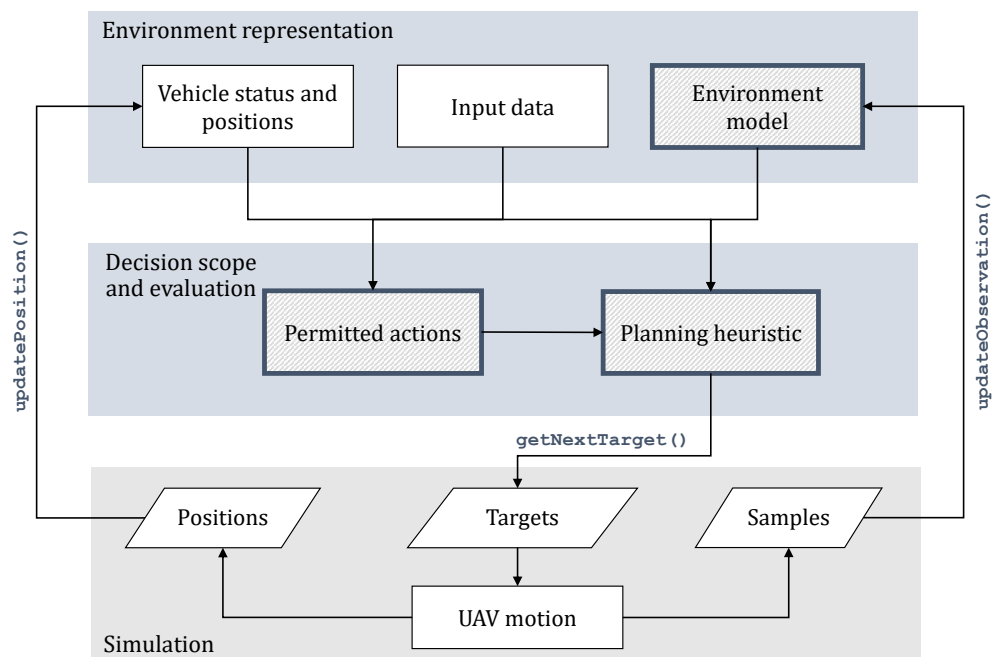 Environment representation
Vehicle status and
positions
Input data
Environment
model
updatePosition()
updateObservation()
Decision scope
and evaluation
Permitted actions
Planning heuristic
getNextTarget()
Positions
Targets
Samples
UAV motion
Simulation